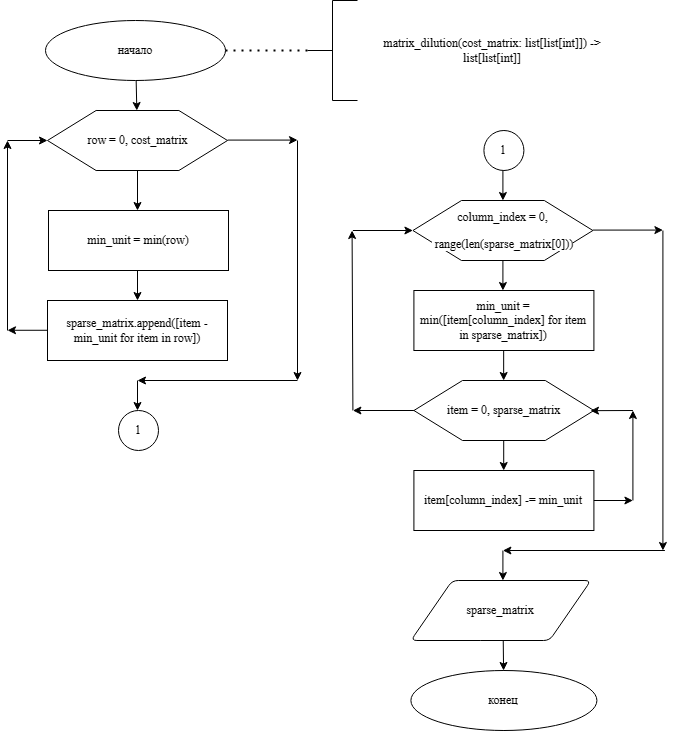 начало
matrix_dilution(cost_matrix: list[list[int]]) ->
list[list[int]]
row = 0, cost_matrix
min_unit = min(row)
sparse_matrix.append([item -
min_unit for item in row])
1
1
column_index = 0,
range(len(sparse_matrix[0]))
min_unit =
min([item[column_index] for item
in sparse_matrix])
item = 0, sparse_matrix
item[column_index] -= min_unit
sparse_matrix
конец